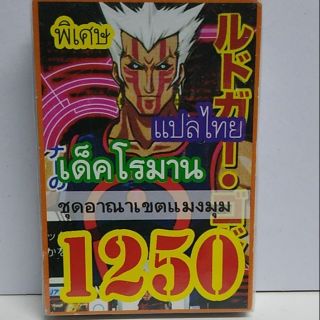 พิเศษ
ルドガー・
แปลไทย
เด็คโรมาน
ชุดอาณาเขตแมงมุม
1250